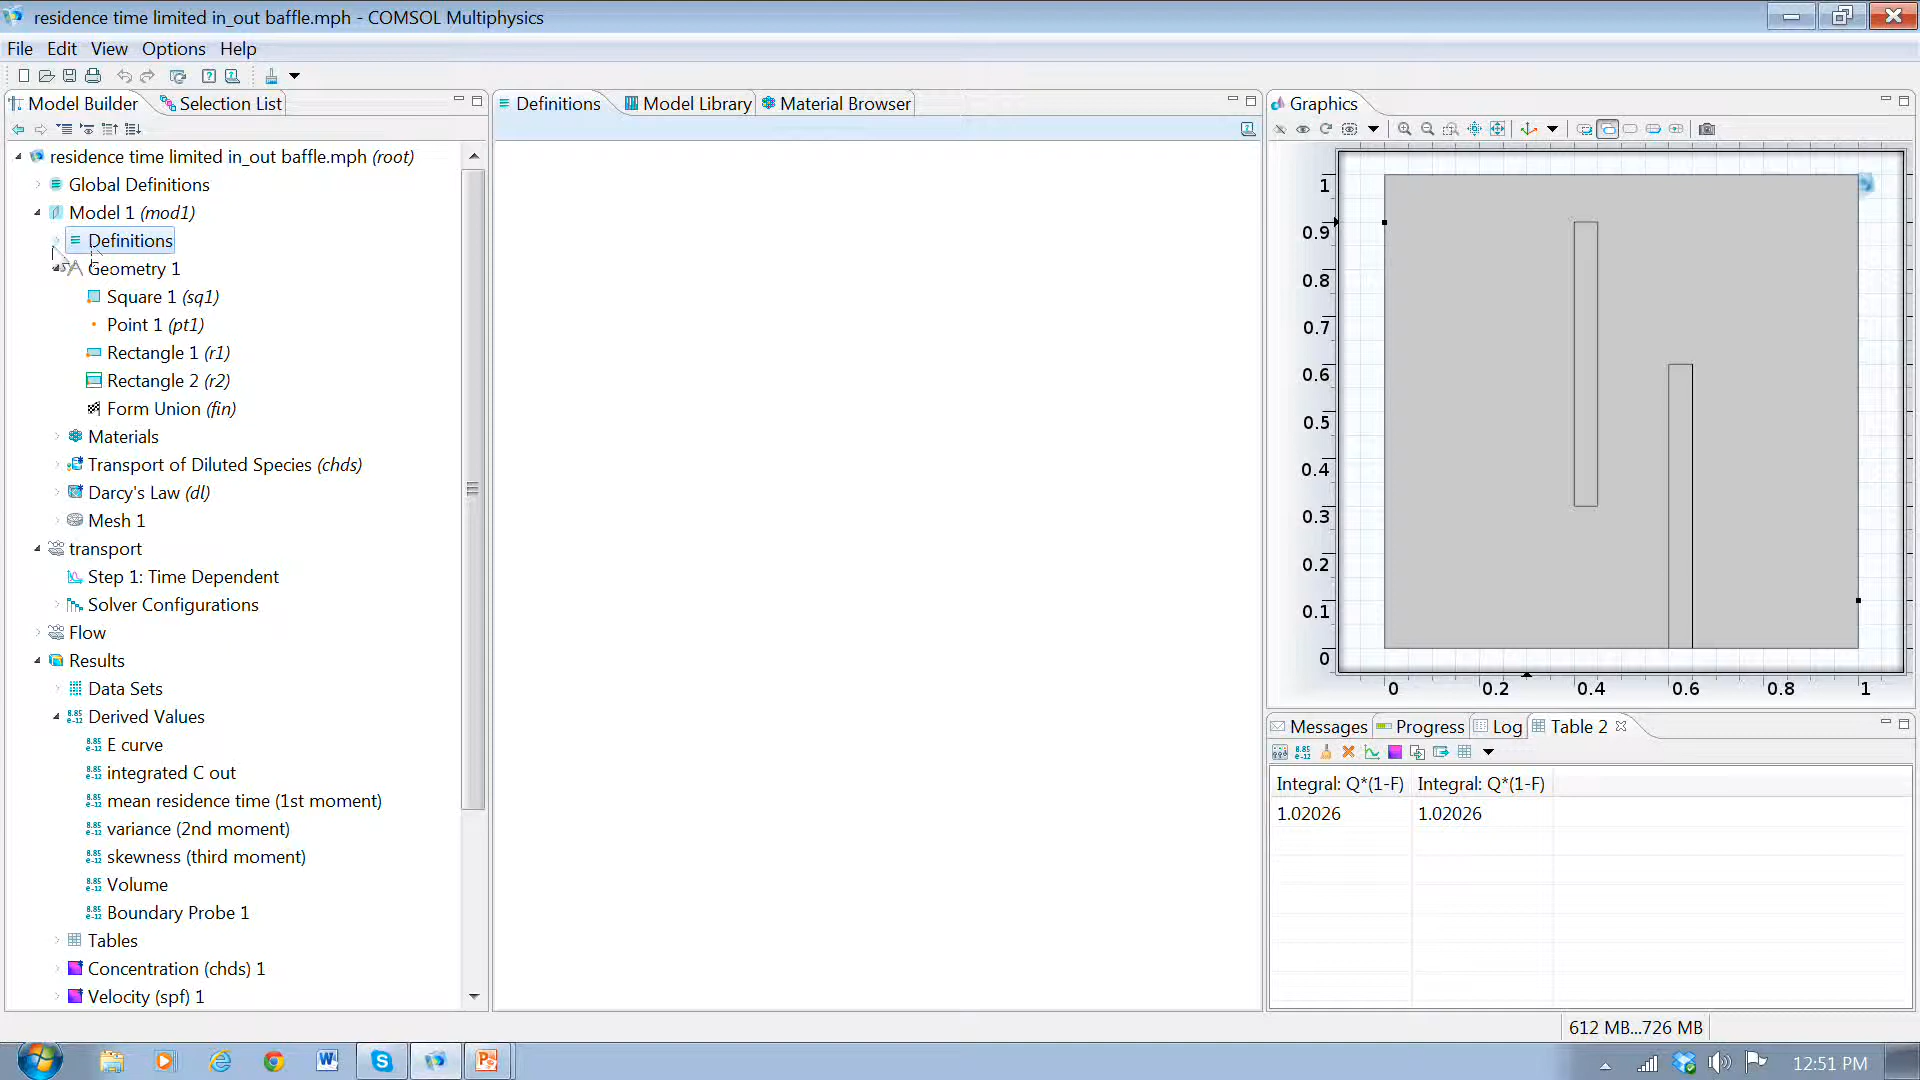 residence time limited in_out baffle.mph - COMSOL Multiphysics
File Edit View Options Help
Model Builder Selection List
residence time limited in_out baffle.mph (root)
Global Definitions
Model 1 (mod1)
Definitions
Geometry 1
Square 1 (sq1)
Point 1 (pt1)
Rectangle 1 (r1)
Rectangle 2 (r2)
Form Union (fin)
Materials
Transport of Diluted Species (chds)
Darcy's Law (dl)
Mesh 1
transport
Step 1: Time Dependent
Solver Configurations
Flow
Results
Data Sets
Derived Values
E curve
integrated C out
mean residence time (1st moment)
variance (2nd moment)
skewness (third moment)
Volume
Boundary Probe 1
Tables
Concentration (chds) 1
Velocity (spf) 1
Definitions Model Library Material Browser
Graphics
1
0.9
0.8
0.7
0.6
0.5
0.4
0.3
0.2
0.1
0
0 0.2 0.4 0.6 0.8 1
Messages Progress Log Table 2
Integral: Q*(1-F) Integral: Q*(1-F)
1.02026 1.02026
612 MB...726 MB
12:51 PM